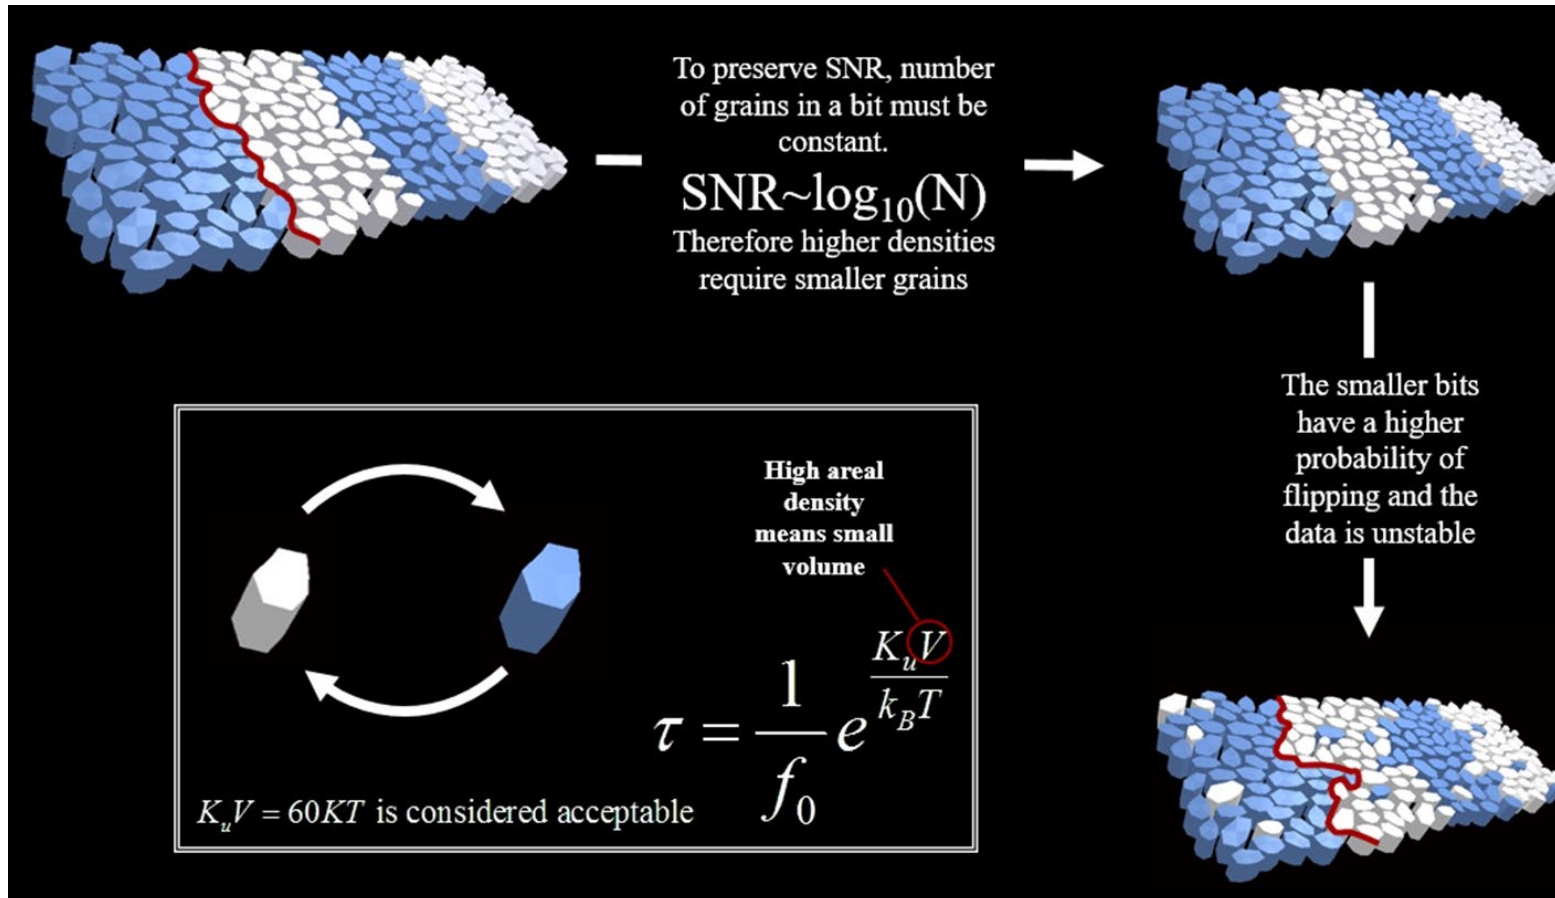 To preserve SNR, number
of grains in a bit must be
constant.
SNR~log₁₀(N)
Therefore higher densities
require smaller grains
The smaller bits
have a higher
probability of
flipping and the
data is unstable
High areal
density
means small
volume
τ = 1/f₀ e^(KᵤV/k_BT)
KᵤV = 60KT is considered acceptable